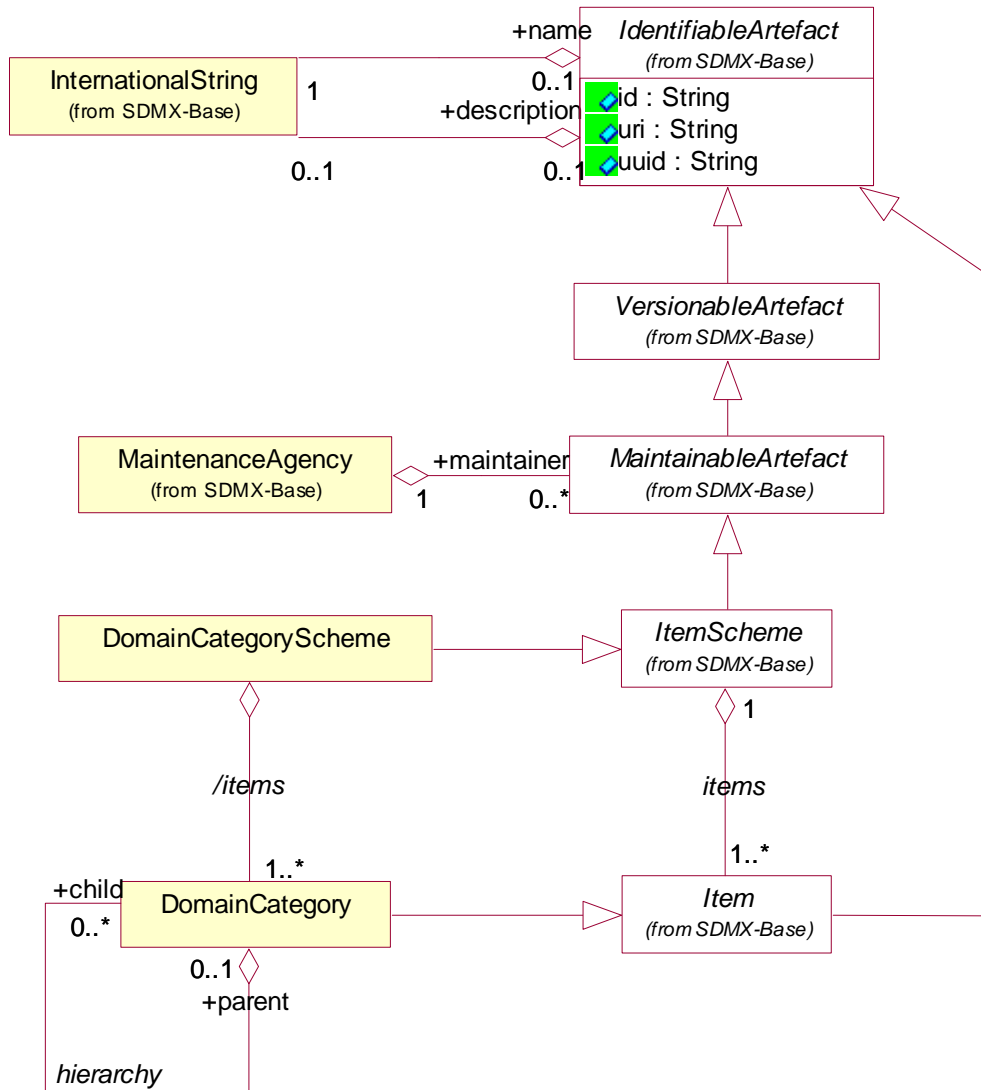 +name
IdentifiableArtefact
(from SDMX-Base)
InternationalString
(from SDMX-Base)
1
0..1
id : String
+description
uri : String
0..1
0..1
uuid : String
VersionableArtefact
(from SDMX-Base)
MaintenanceAgency
(from SDMX-Base)
+maintainer
1
0..*
MaintainableArtefact
(from SDMX-Base)
DomainCategoryScheme
ItemScheme
(from SDMX-Base)
1
/items
items
1..*
1..*
+child
0..*
DomainCategory
Item
(from SDMX-Base)
0..1
+parent
hierarchy